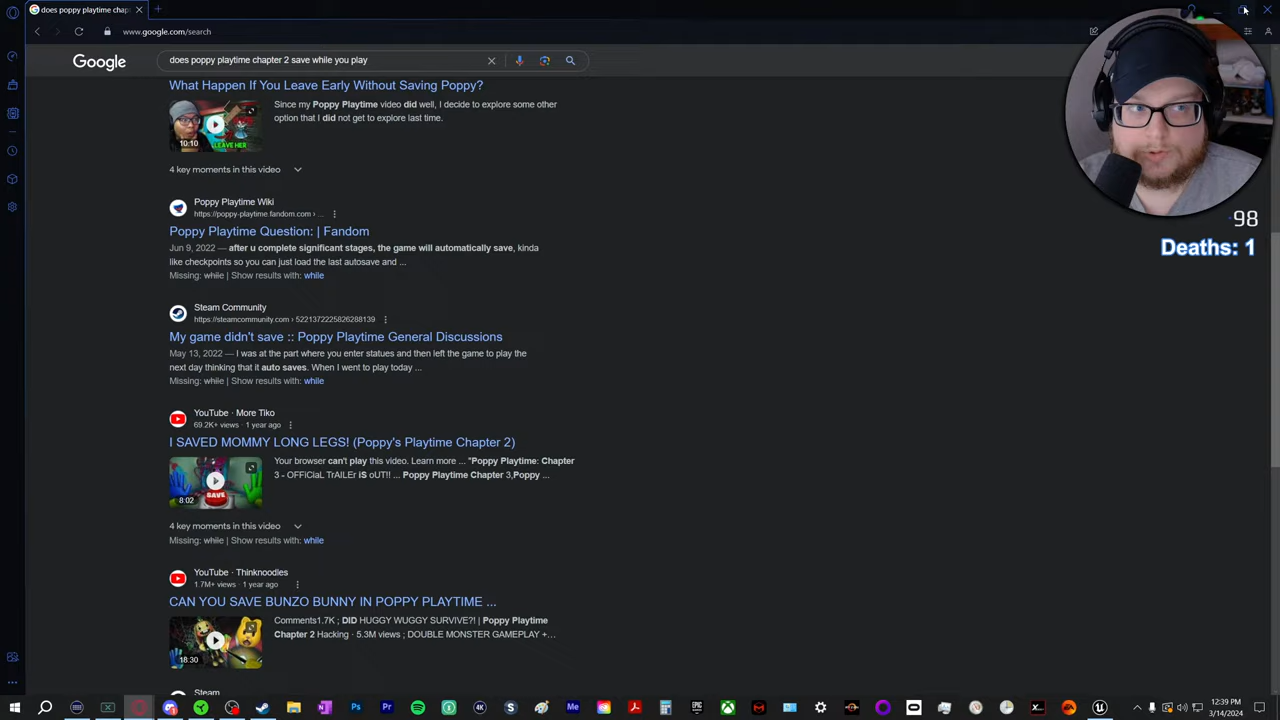 does poppy playtime chap
www.google.com/search
Google
does poppy playtime chapter 2 save while you play
What Happen If You Leave Early Without Saving Poppy?
Since my Poppy Playtime video did well, I decide to explore some other
option that I did not get to explore last time.
LEAVE HER
10:10
4 key moments in this video
98
Deaths: 1
Poppy Playtime Wiki
https://poppy-playtime.fandom.com › ...
Poppy Playtime Question: | Fandom
Jun 9, 2022 — after u complete significant stages, the game will automatically save, kinda
like checkpoints so you can just load the last autosave and ...
Missing: while | Show results with: while
Steam Community
https://steamcommunity.com › 5221372225826288139
My game didn't save :: Poppy Playtime General Discussions
May 13, 2022 — I was at the part where you enter statues and then left the game to play the
next day thinking that it auto saves. When I went to play today ...
Missing: while | Show results with: while
YouTube · More Tiko
69.2K+ views · 1 year ago
I SAVED MOMMY LONG LEGS! (Poppy's Playtime Chapter 2)
Your browser can't play this video. Learn more ... "Poppy Playtime: Chapter
3 - OFFiCiaL TrAILEr iS oUT!! ... Poppy Playtime Chapter 3,Poppy ...
SAVE
8:02
4 key moments in this video
Missing: while | Show results with: while
YouTube · Thinknoodles
1.7M+ views · 1 year ago
CAN YOU SAVE BUNZO BUNNY IN POPPY PLAYTIME ...
Comments1.7K ; DID HUGGY WUGGY SURVIVE?! | Poppy Playtime
Chapter 2 Hacking · 5.3M views ; DOUBLE MONSTER GAMEPLAY +...
18:30
Steam
12:39 PM
3/14/2024